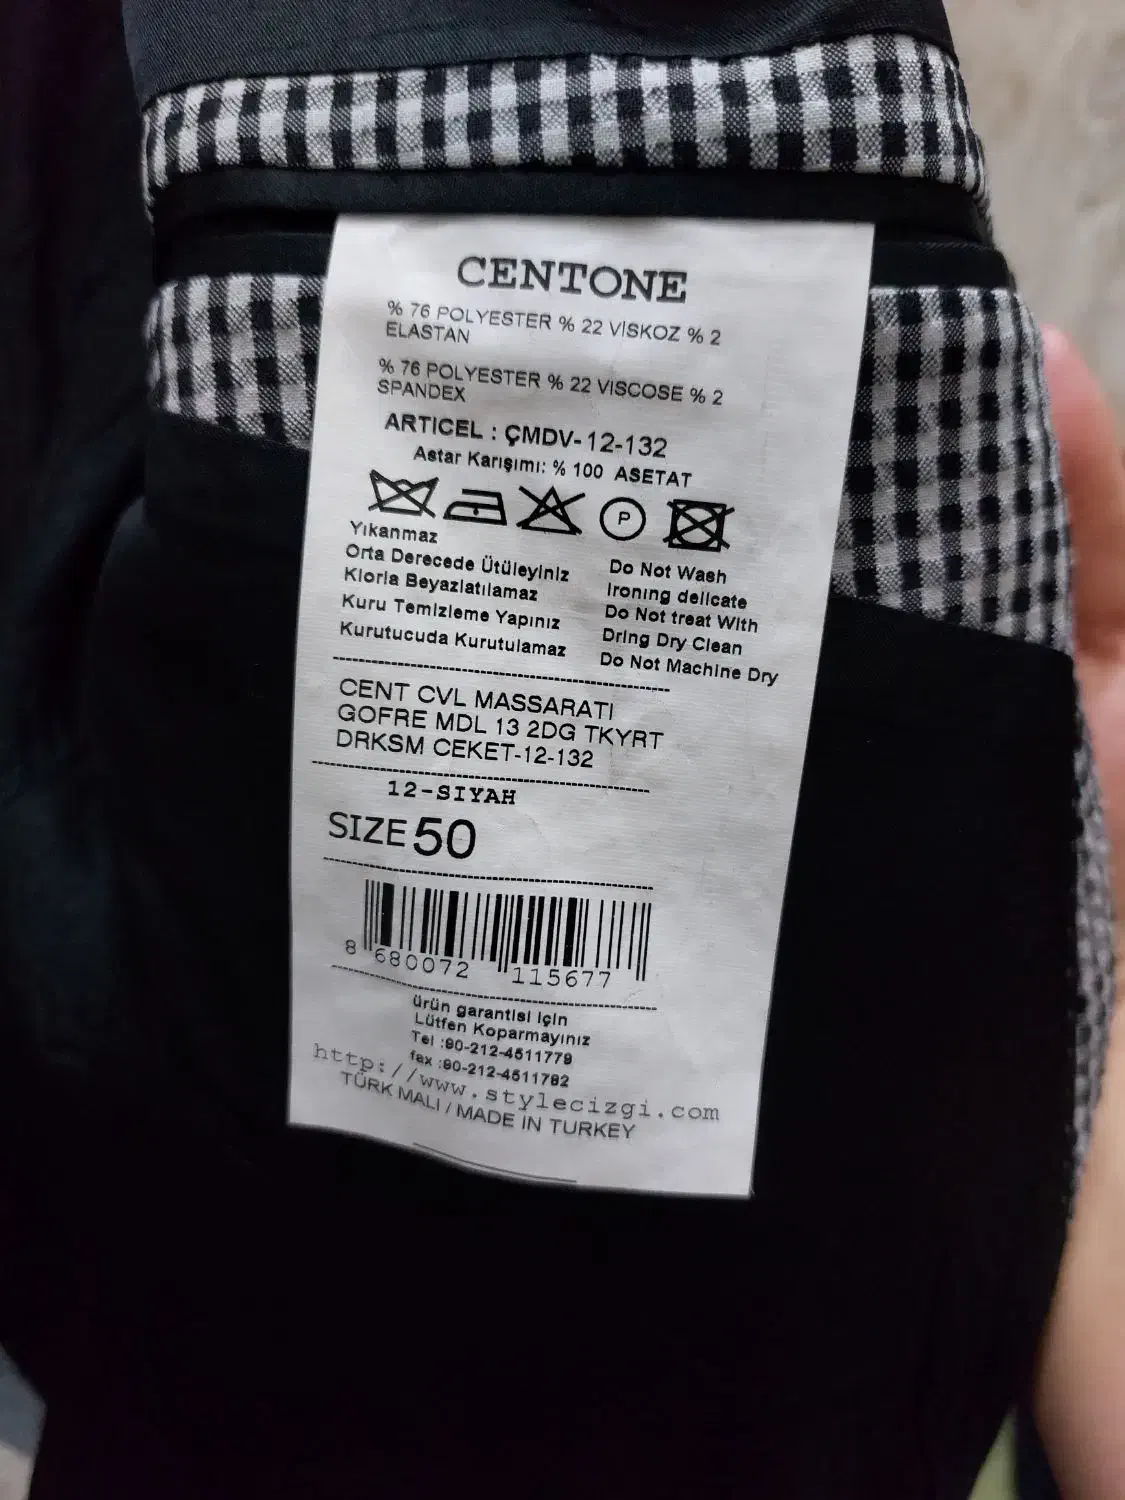 CENTONE
% 76 POLYESTER % 22 VİSKOZ % 2
ELASTAN
% 76 POLYESTER % 22 VISCOSE % 2
SPANDEX
ARTICEL : ÇMDV-12-132
Astar Karışımı: % 100 ASETAT
P
Yıkanmaz
Orta Derecede Ütüleyiniz
Klorla Beyazlatılamaz
Kuru Temizleme Yapınız
Kurutucuda Kurutulamaz
Do Not Wash
Ironing delicate
Do Not treat With
Dring Dry Clean
Do Not Machine Dry
CENT CVL MASSARATI
GOFRE MDL 13 2DG TKYRT
DRKSM CEKET-12-132
12-SIYAH
SIZE 50
8 680072 115677
ürün garantisi için
Lütfen Koparmayınız
Tel :90-212-4511779
fax :90-212-4511782
http://www.stylecizgi.com
TÜRK MALI / MADE IN TURKEY